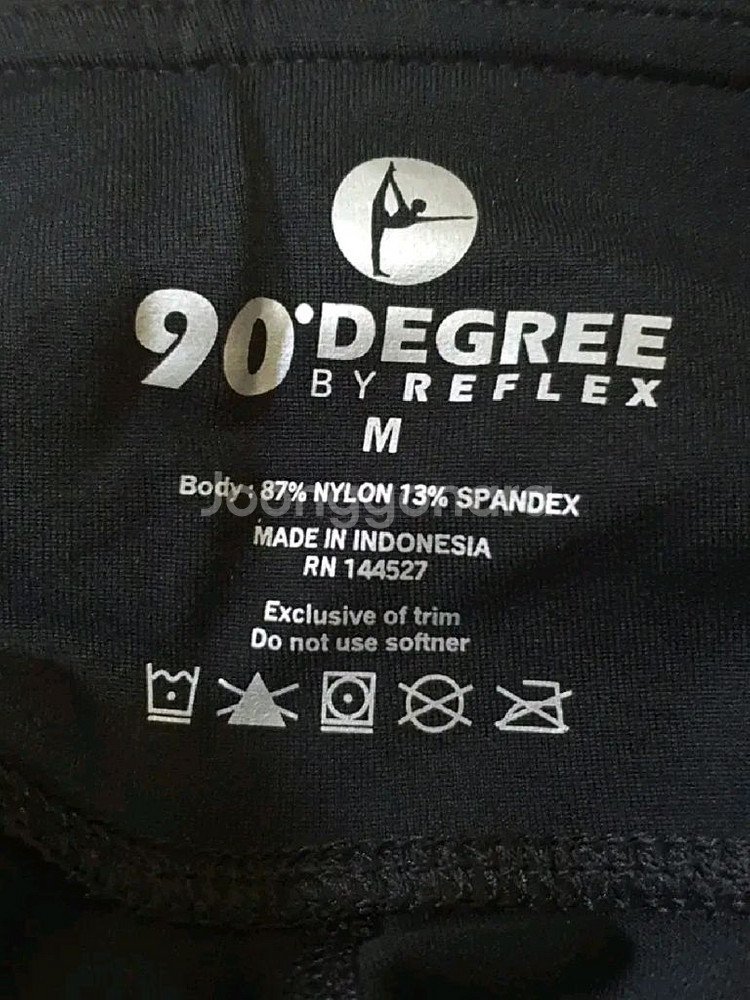 90°DEGREE
BY REFLEX
M
Body : 87% NYLON 13% SPANDEX
Joonggonara
MADE IN INDONESIA
RN 144527
Exclusive of trim
Do not use softner